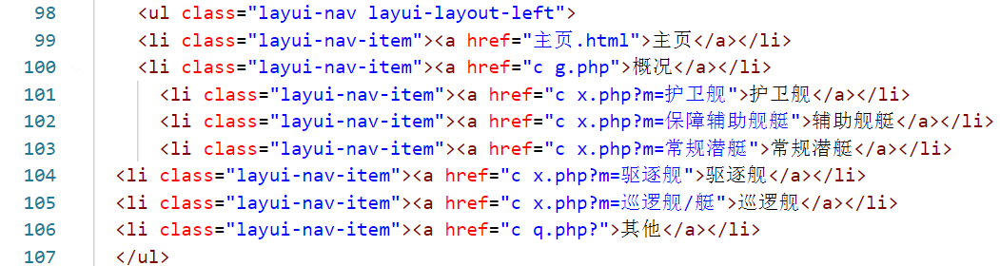 98 <ul class="layui-nav layui-layout-left">
99 <li class="layui-nav-item"><a href="主页.html">主页</a></li>
100 <li class="layui-nav-item"><a href="c g.php">概况</a></li>
101 <li class="layui-nav-item"><a href="c x.php?m=护卫舰">护卫舰</a></li>
102 <li class="layui-nav-item"><a href="c x.php?m=保障辅助舰艇">辅助舰艇</a></li>
103 <li class="layui-nav-item"><a href="c x.php?m=常规潜艇">常规潜艇</a></li>
104 <li class="layui-nav-item"><a href="c x.php?m=驱逐舰">驱逐舰</a></li>
105 <li class="layui-nav-item"><a href="c x.php?m=巡逻舰/艇">巡逻舰</a></li>
106 <li class="layui-nav-item"><a href="c q.php?">其他</a></li>
107 </ul>